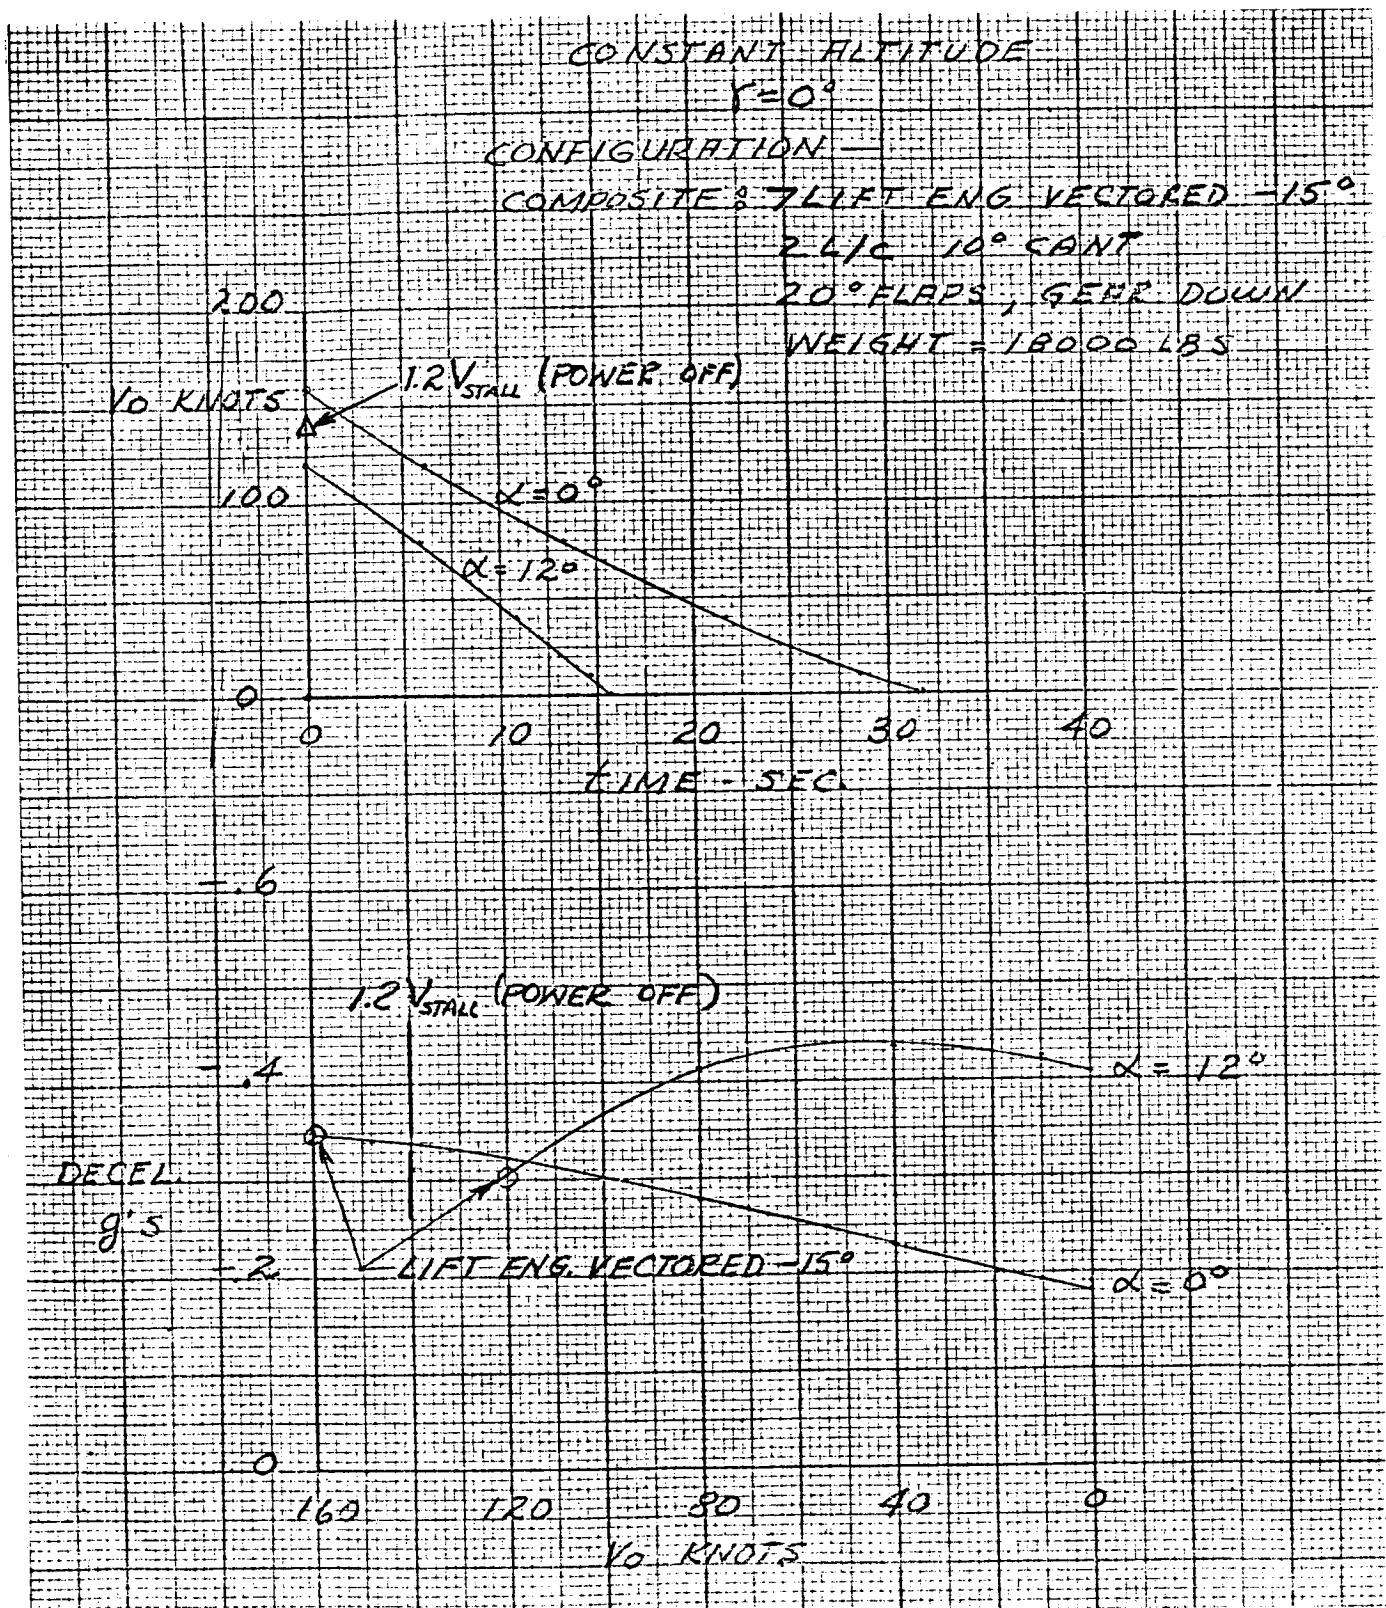 CONSTANT ALTITUDE
γ=0°
CONFIGURATION —
COMPOSITE: 7 LIFT ENG VECTORED -15°
2 L/C 10° CANT
20° FLAPS, GEAR DOWN
WEIGHT = 18000 LBS
200
1.2 VSTALL (POWER OFF)
Vo KNOTS
100
α=0°
α=12°
0
0 10 20 30 40
tIME - SEC.
-.6
1.2 VSTALL (POWER OFF)
-.4
α = 12°
DECEL.
g's
-.2
LIFT ENG. VECTORED -15°
α=0°
0
160 120 80 40 0
Vo KNOTS